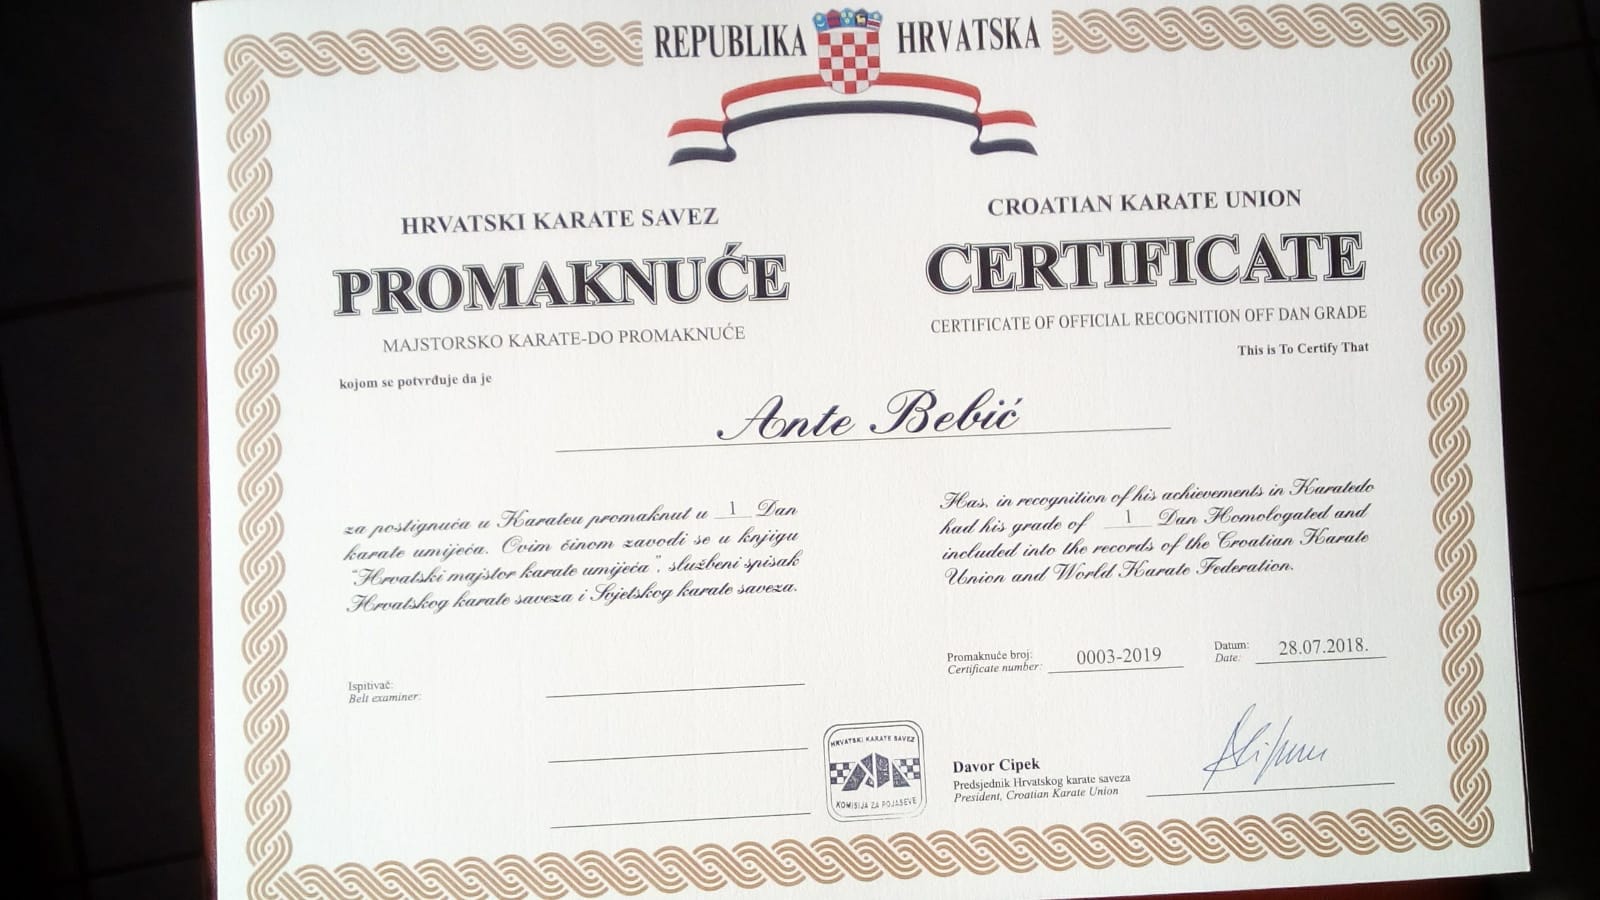 REPUBLIKA HRVATSKA
HRVATSKI KARATE SAVEZ
PROMAKNUĆE
MAJSTORSKO KARATE-DO PROMAKNUĆE
kojom se potvrđuje da je
CROATIAN KARATE UNION
CERTIFICATE
CERTIFICATE OF OFFICIAL RECOGNITION OFF DAN GRADE
This is To Certify That
Ante Bebić
za postignuća u Karateu promaknut u 1 Dan
karate umijeća. Ovim činom zavodi se u knjigu
"Hrvatski majstor karate umijeća", službeni spisak
Hrvatskog karate saveza i Svjetskog karate saveza.
Has, in recognition of his achievements in Karatedo
had his grade of 1 Dan Homologated and
included into the records of the Croatian Karate
Union and World Karate Federation.
Promaknuće broj:
Certificate number:
0003-2019
Datum:
Date:
28.07.2018.
Ispitivač:
Belt examiner:
HRVATSKI KARATE SAVEZ
KOMISIJA ZA POJASEVE
Davor Cipek
Predsjednik Hrvatskog karate saveza
President, Croatian Karate Union